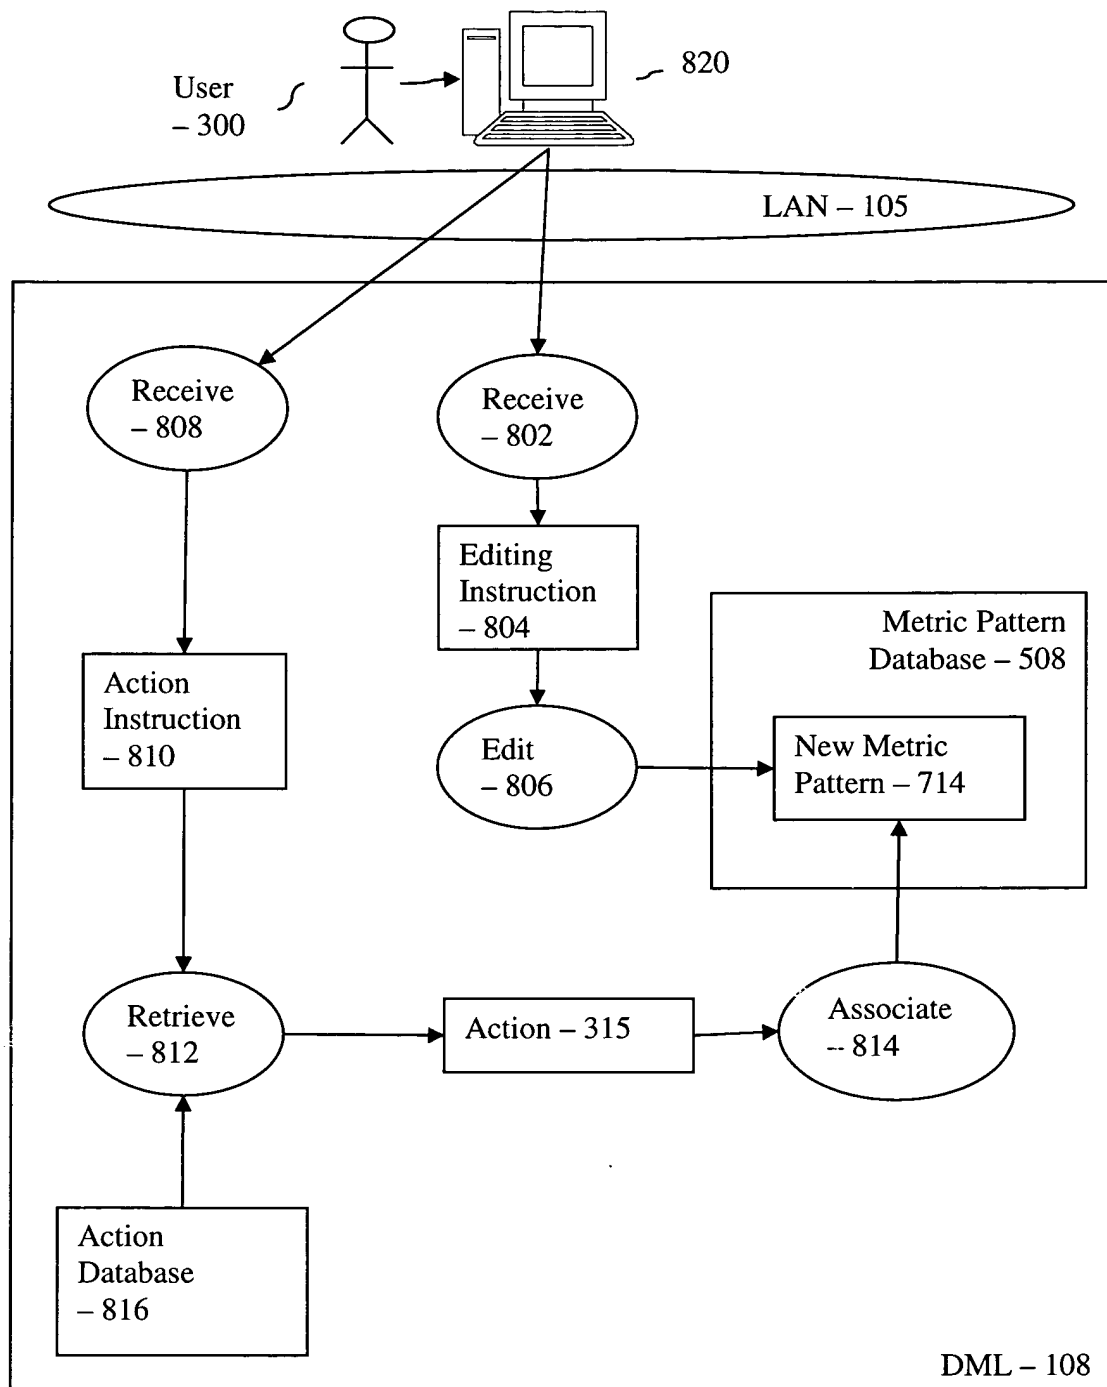 820
User
– 300
LAN – 105
Receive
– 808
Receive
– 802
Editing
Instruction
– 804
Metric Pattern
Database – 508
Action
Instruction
– 810
Edit
– 806
New Metric
Pattern – 714
Retrieve
– 812
Action – 315
Associate
– 814
Action
Database
– 816
DML – 108